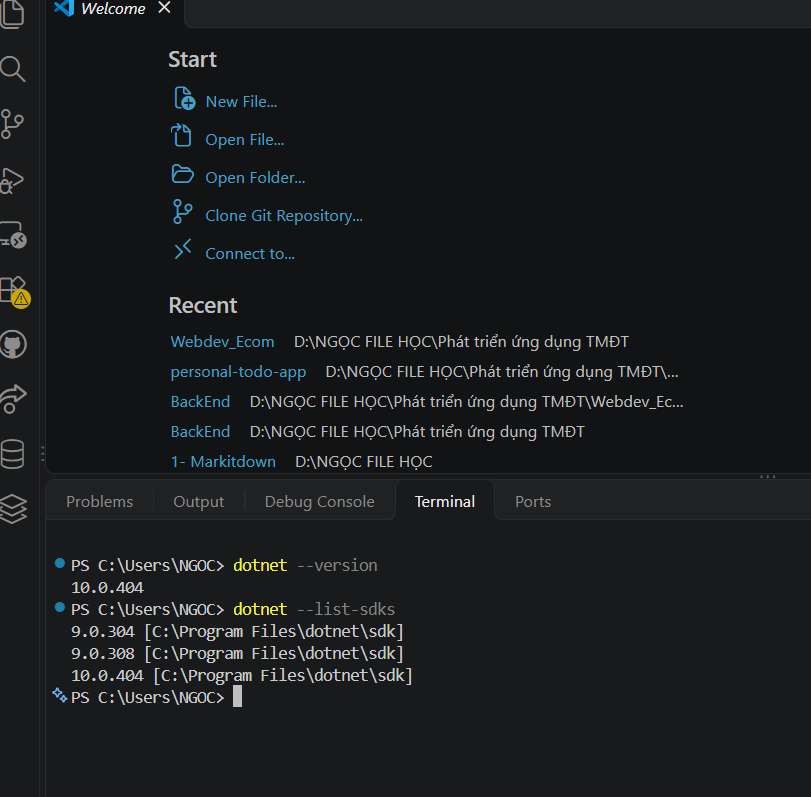 Welcome
Start
New File...
Open File...
Open Folder...
Clone Git Repository...
Connect to...
Recent
Webdev_Ecom D:\NGỌC FILE HỌC\Phát triển ứng dụng TMĐT
personal-todo-app D:\NGỌC FILE HỌC\Phát triển ứng dụng TMĐT\...
BackEnd D:\NGỌC FILE HỌC\Phát triển ứng dụng TMĐT\Webdev_Ec...
BackEnd D:\NGỌC FILE HỌC\Phát triển ứng dụng TMĐT
1- Markitdown D:\NGỌC FILE HỌC
Problems Output Debug Console Terminal Ports
PS C:\Users\NGOC> dotnet --version
10.0.404
PS C:\Users\NGOC> dotnet --list-sdks
9.0.304 [C:\Program Files\dotnet\sdk]
9.0.308 [C:\Program Files\dotnet\sdk]
10.0.404 [C:\Program Files\dotnet\sdk]
PS C:\Users\NGOC>